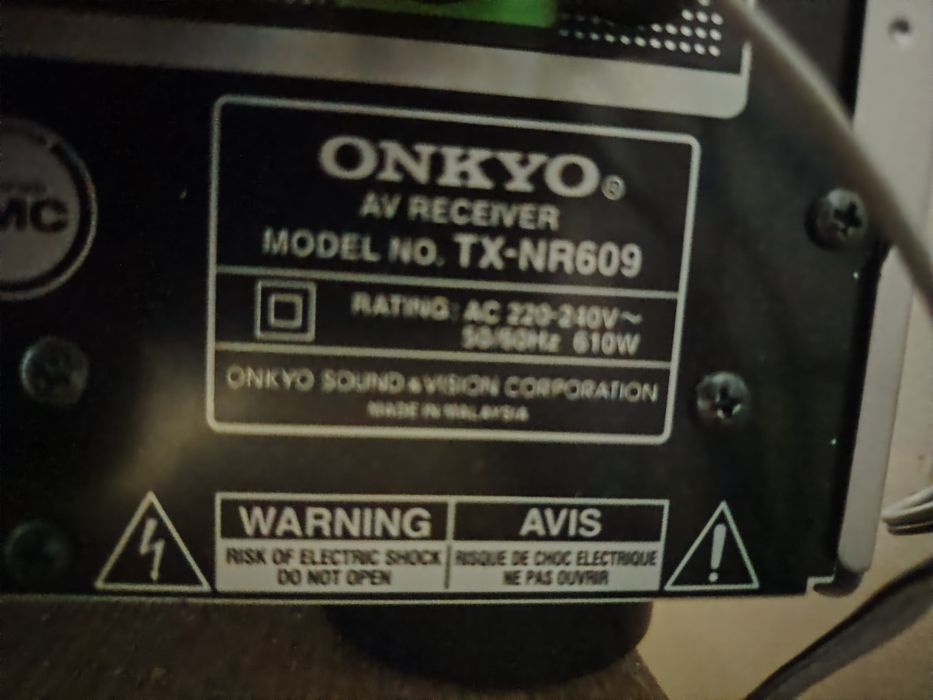 MC
ONKYO®
AV RECEIVER
MODEL NO. TX-NR609
RATING: AC 220-240V~
50/60Hz 610W
ONKYO SOUND & VISION CORPORATION
MADE IN MALAYSIA
WARNING
RISK OF ELECTRIC SHOCK
DO NOT OPEN
AVIS
RISQUE DE CHOC ELECTRIQUE
NE PAS OUVRIR